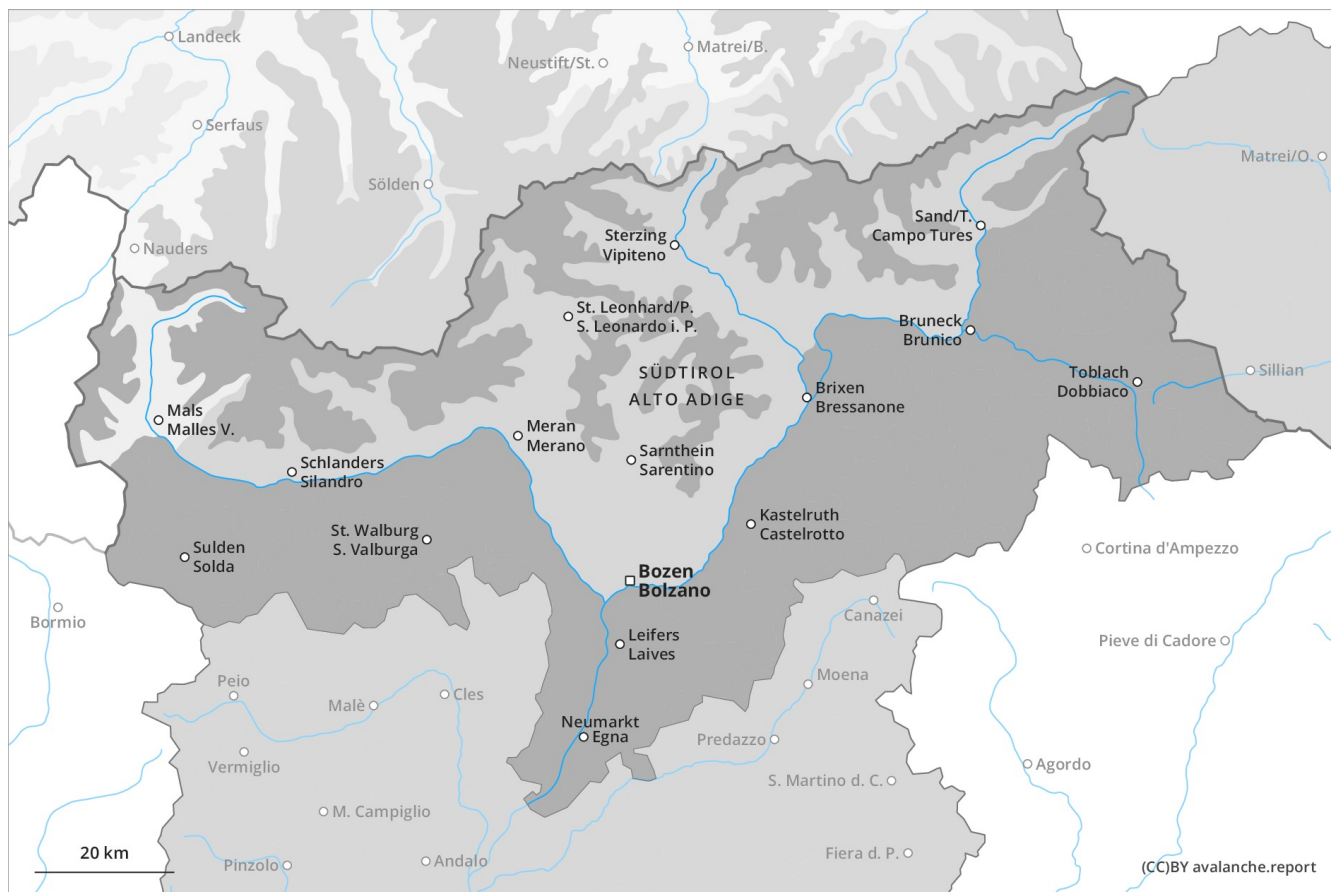 Landeck
Matrei/B.
Neustift/St.
Serfaus
Matrei/O.
Sölden
Sand/T.
Campo Tures
Nauders
Sterzing
Vipiteno
St. Leonhard/P.
S. Leonardo i. P.
Bruneck
Brunico
SÜDTIROL
ALTO ADIGE
Toblach
Dobbiaco
Sillian
Brixen
Bressanone
Mals
Malles V.
Meran
Merano
Schlanders
Silandro
Sarnthein
Sarentino
Kastelruth
Castelrotto
St. Walburg
S. Valburga
Sulden
Solda
Cortina d'Ampezzo
Bozen
Bolzano
Bormio
Canazei
Leifers
Laives
Pieve di Cadore
Peio
Malè
Cles
Moena
Neumarkt
Egna
Predazzo
Vermiglio
Agordo
S. Martino d. C.
M. Campiglio
20 km
Pinzolo
Andalo
Fiera d. P.
(CC)BY avalanche.report